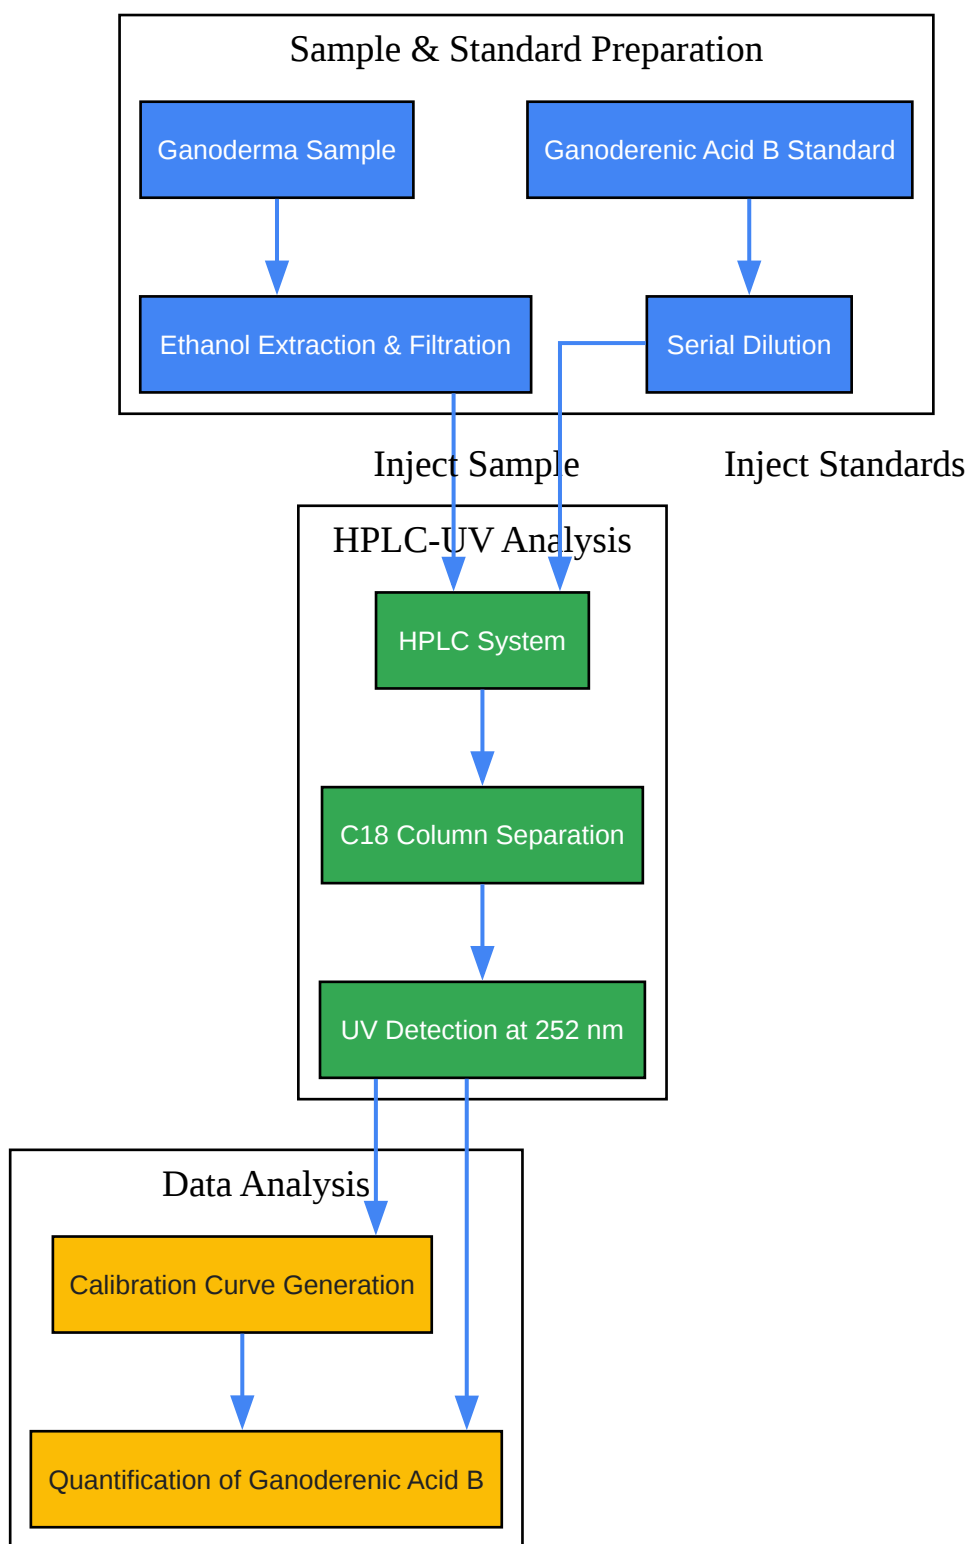 Sample & Standard Preparation
Ganoderma Sample
Ganoderenic Acid B Standard
Ethanol Extraction & Filtration
Serial Dilution
Inject Sample
Inject Standards
HPLC-UV Analysis
HPLC System
C18 Column Separation
UV Detection at 252 nm
Data Analysis
Calibration Curve Generation
Quantification of Ganoderenic Acid B